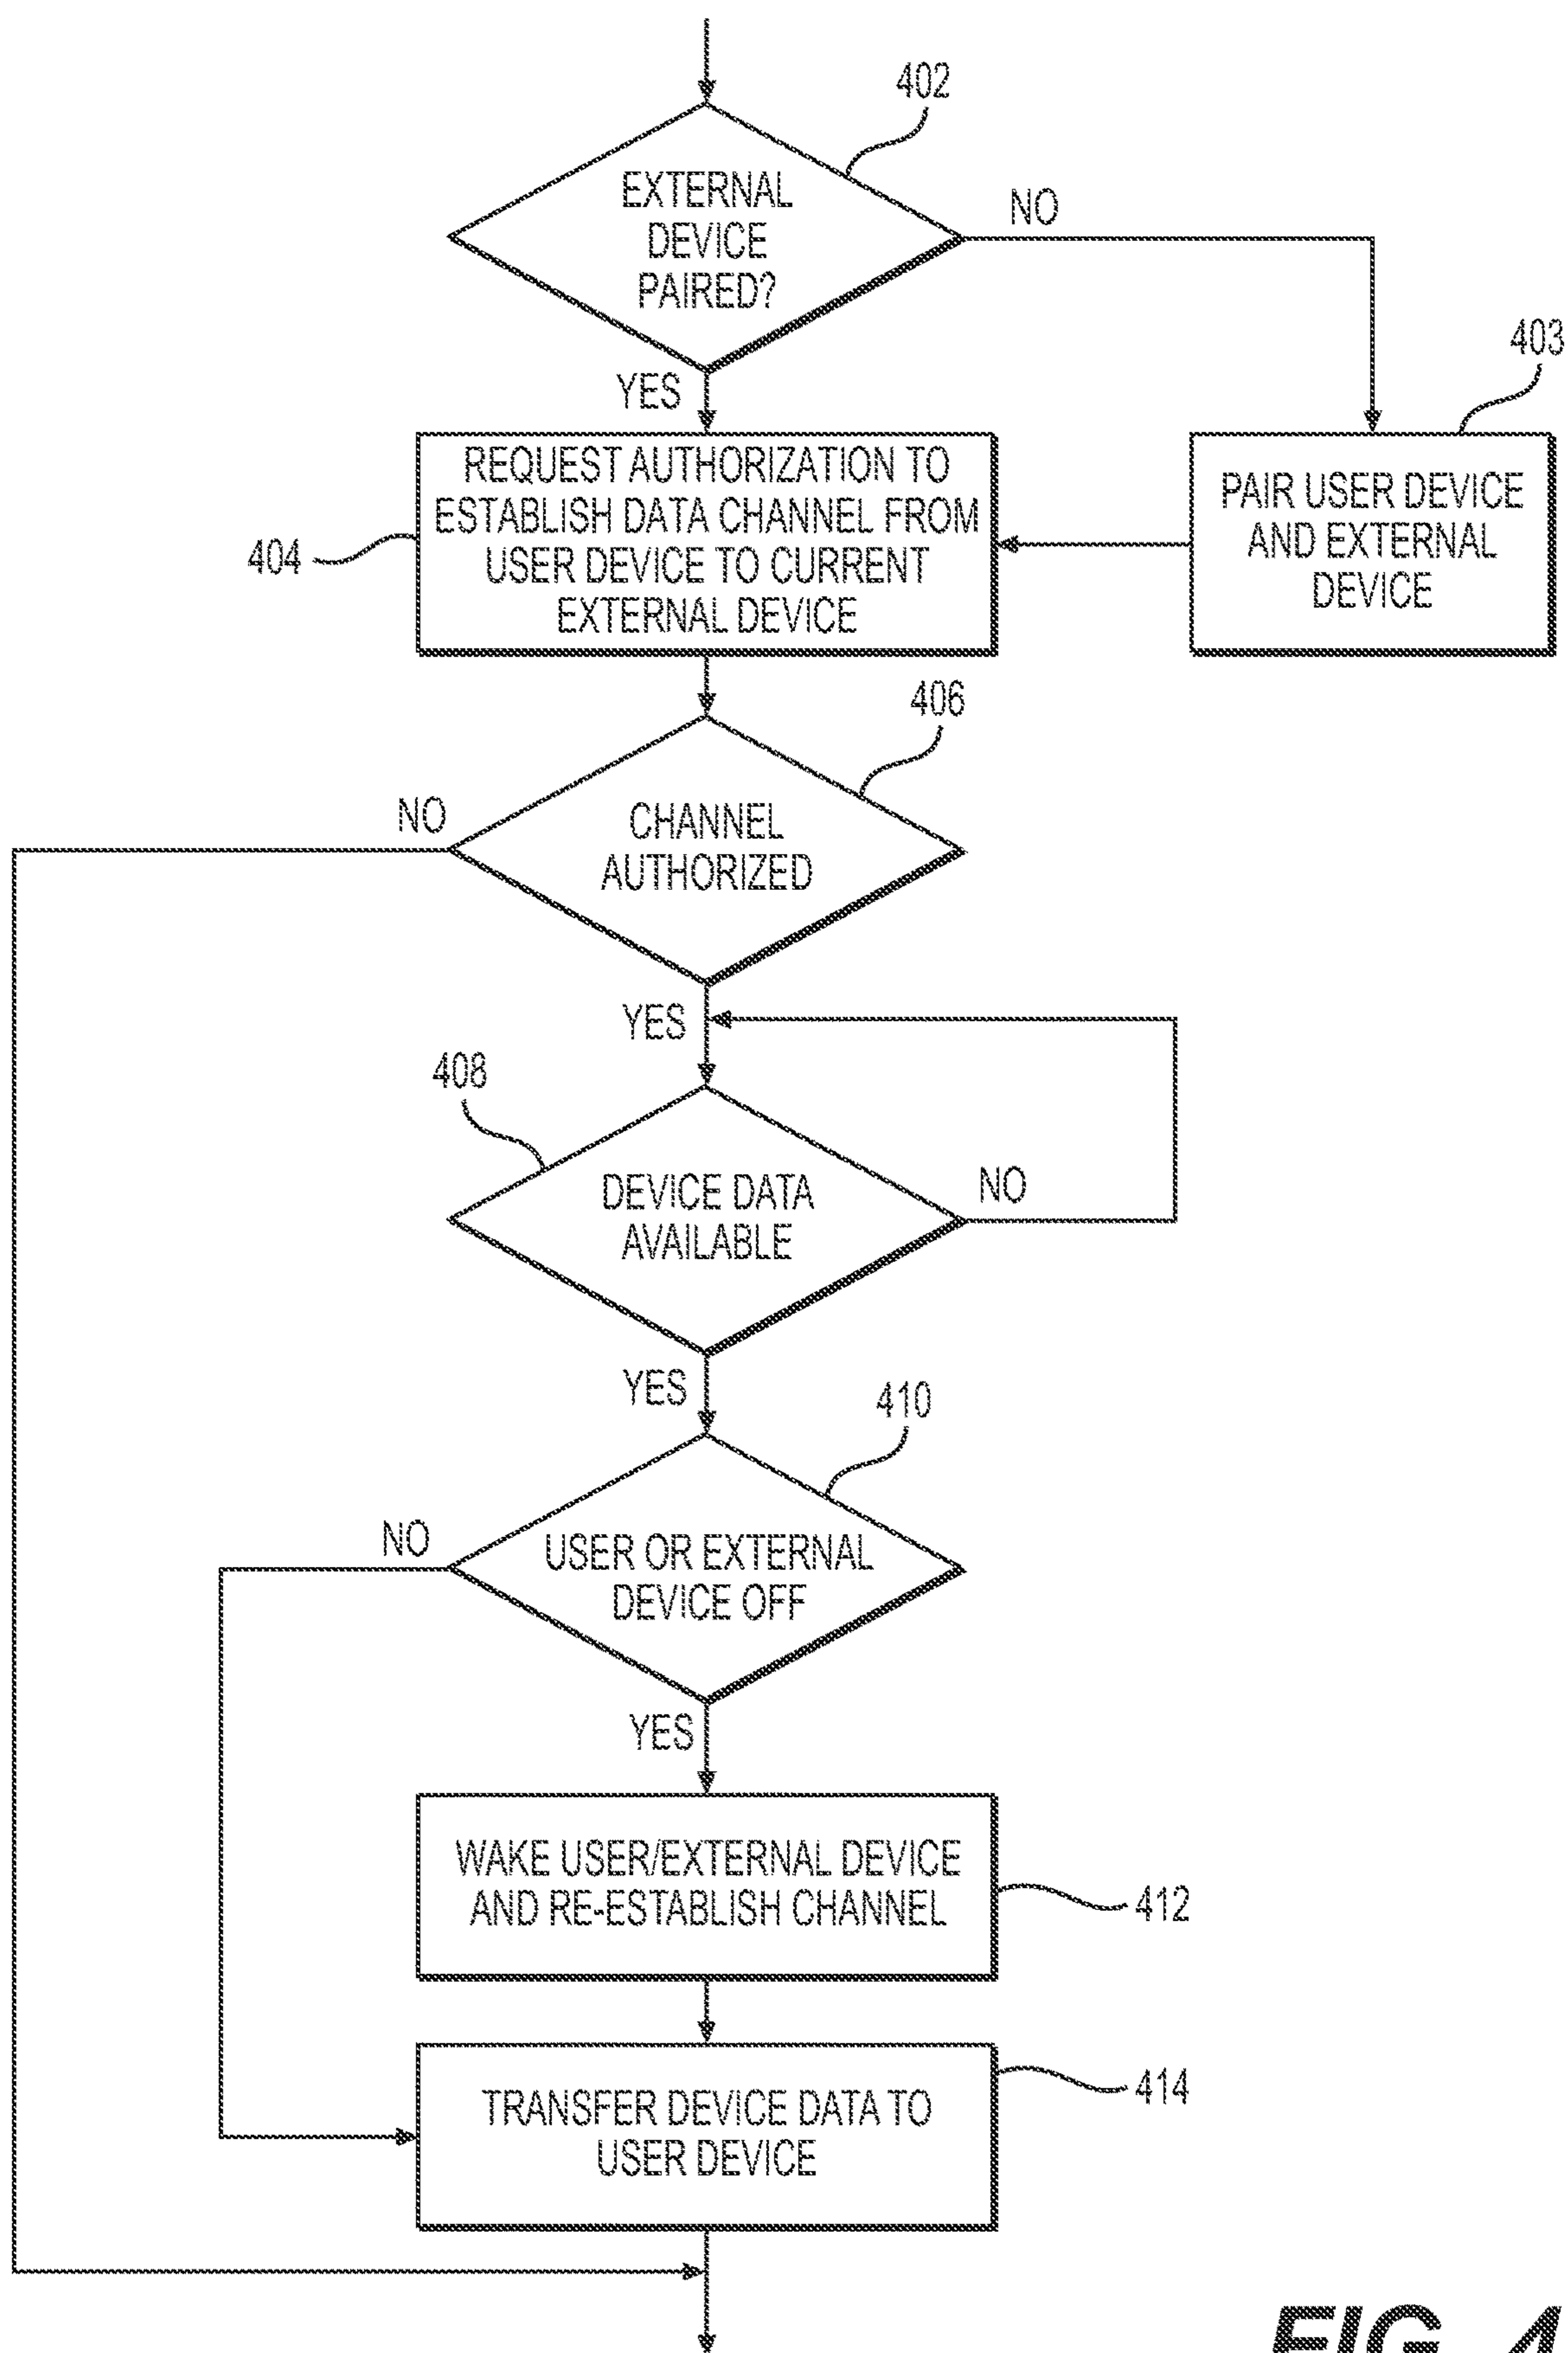 402
EXTERNAL
DEVICE
PAIRED?
NO
YES
403
REQUEST AUTHORIZATION TO
ESTABLISH DATA CHANNEL FROM
USER DEVICE TO CURRENT
EXTERNAL DEVICE
404
PAIR USER DEVICE
AND EXTERNAL
DEVICE
406
NO
CHANNEL
AUTHORIZED
YES
408
DEVICE DATA
AVAILABLE
NO
YES
410
NO
USER OR EXTERNAL
DEVICE OFF
YES
WAKE USER/EXTERNAL DEVICE
AND RE-ESTABLISH CHANNEL
412
TRANSFER DEVICE DATA TO
USER DEVICE
414
FIG. 4